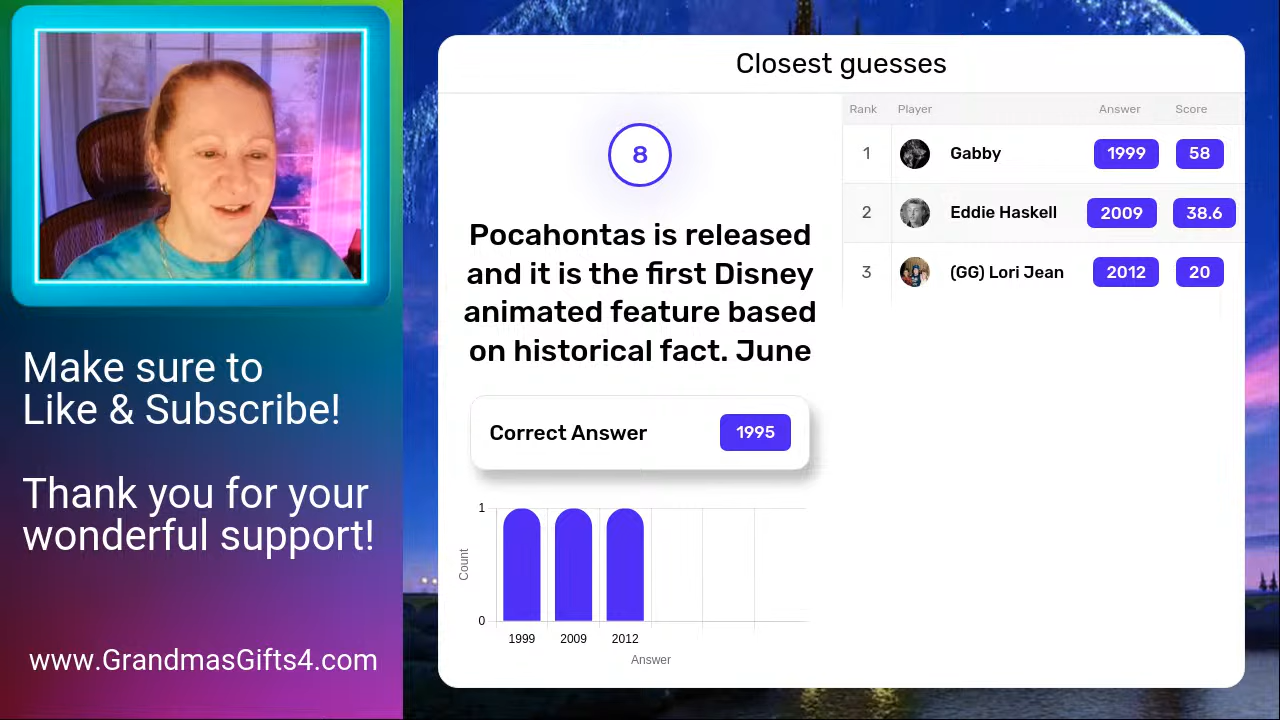 Make sure to
Like & Subscribe!
Thank you for your
wonderful support!
www.GrandmasGifts4.com
Closest guesses
8
Pocahontas is released
and it is the first Disney
animated feature based
on historical fact. June
Correct Answer 1995
Count
1
0
1999 2009 2012
Answer
Rank Player Answer Score
1 Gabby 1999 58
2 Eddie Haskell 2009 38.6
3 (GG) Lori Jean 2012 20